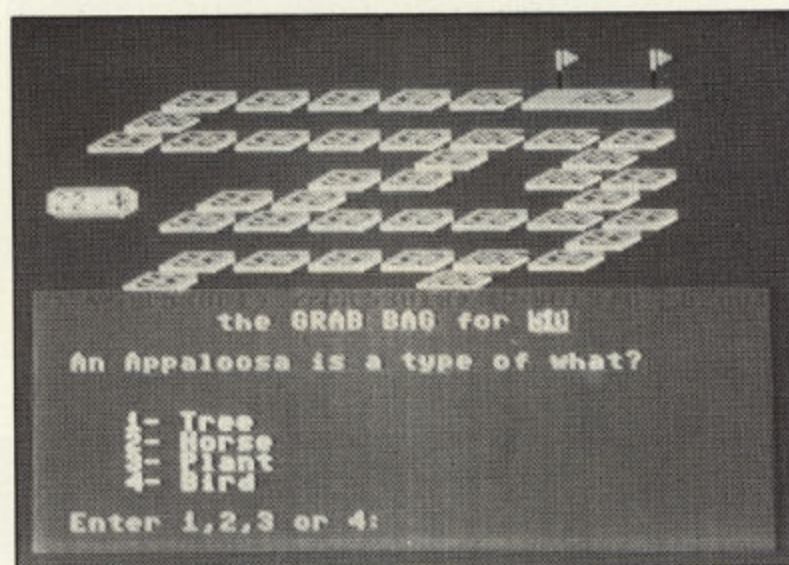 the GRAB BAG for
An Appaloosa is a type of what?
1- Tree
2- Horse
3- Plant
4- Bird
Enter 1,2,3 or 4: